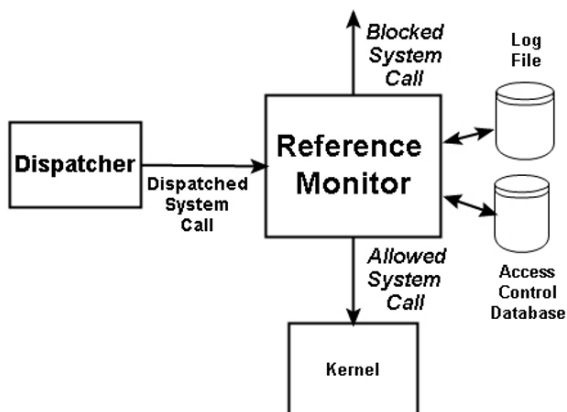 Blocked
System
Call
Log
File
Dispatcher
Dispatched
System
Call
Reference
Monitor
Allowed
System
Call
Access
Control
Database
Kernel